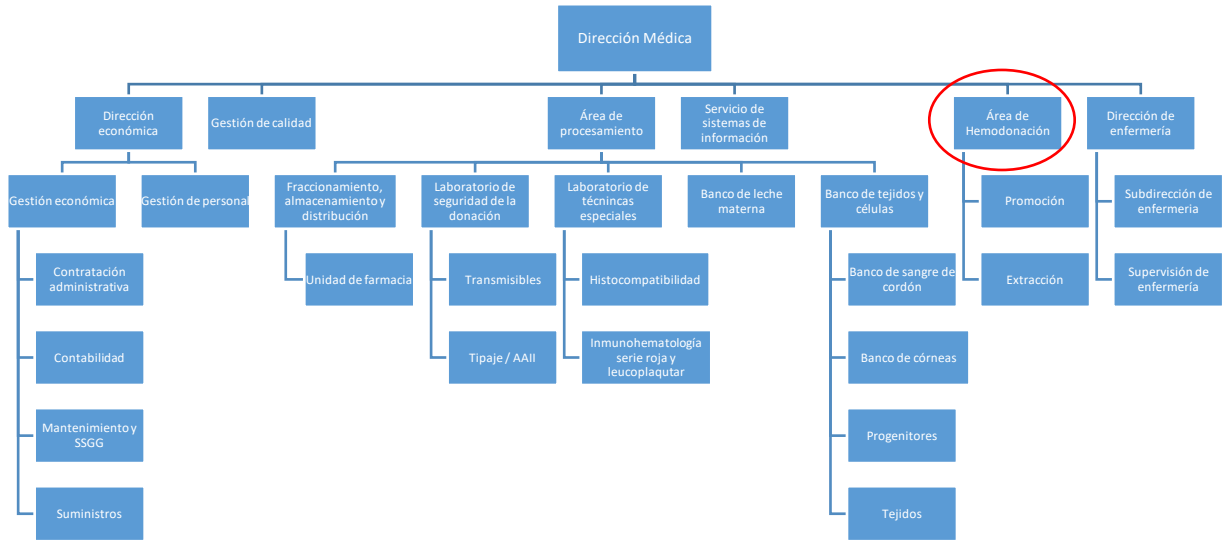 Dirección Médica
Dirección
económica
Gestión de calidad
Área de
procesamiento
Servicio de
sistemas de
información
Área de
Hemodonación
Dirección de
enfermería
Gestión económica
Gestión de personal
Fraccionamiento,
almacenamiento y
distribución
Laboratorio de
seguridad de la
donación
Laboratorio de
técnincas
especiales
Banco de leche
materna
Banco de tejidos y
células
Promoción
Subdirección de
enfermeria
Contratación
administrativa
Unidad de farmacia
Transmisibles
Histocompatibilidad
Banco de sangre de
cordón
Extracción
Supervisión de
enfermería
Contabilidad
Tipaje / AAII
Inmunohematología
serie roja y
leucoplaqutar
Banco de córneas
Mantenimiento y
SSGG
Progenitores
Suministros
Tejidos